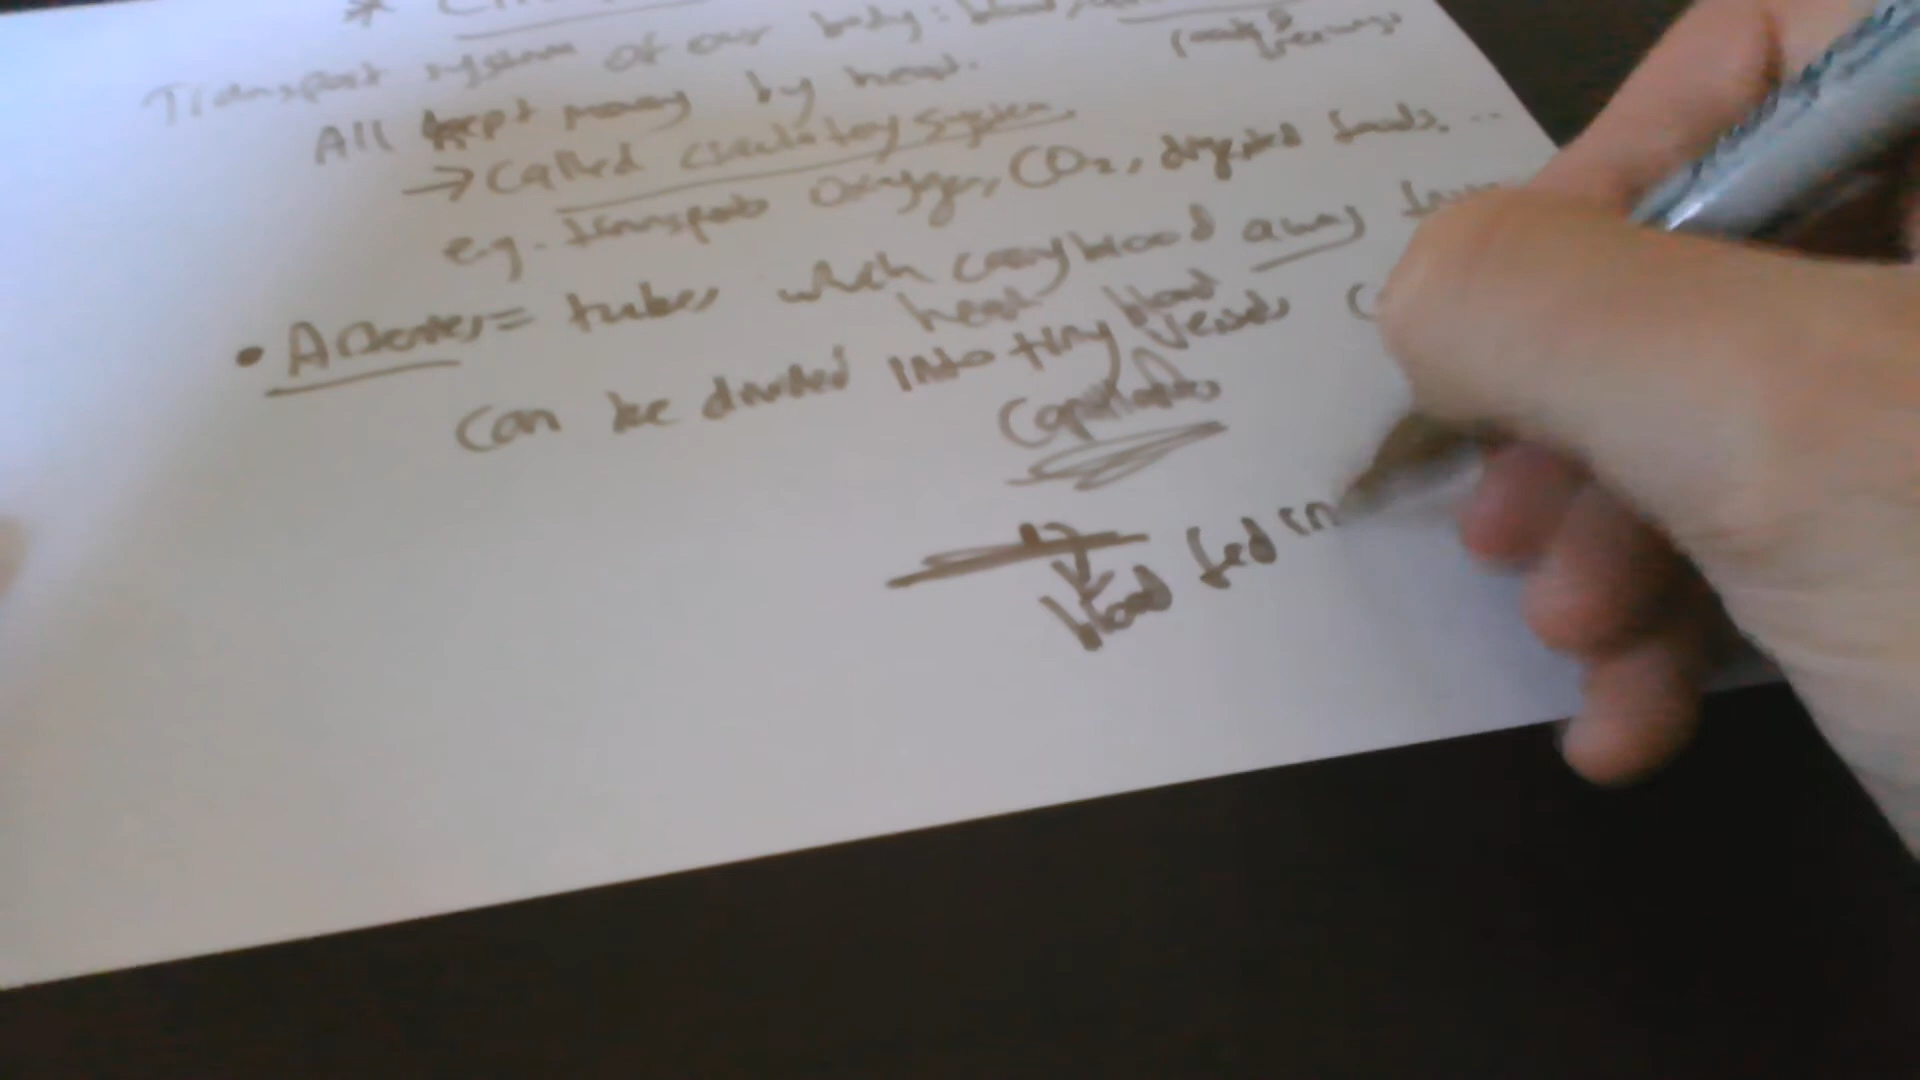 *
Transport system of our body: blood,
All kept moving by heart.
→ Called circulatory system
e.g. transports oxygen, CO₂, digested foods...
• Arteries = tubes which carry blood away from
heart
Can be divided into tiny blood vessels (
Capillaries
blood fed in